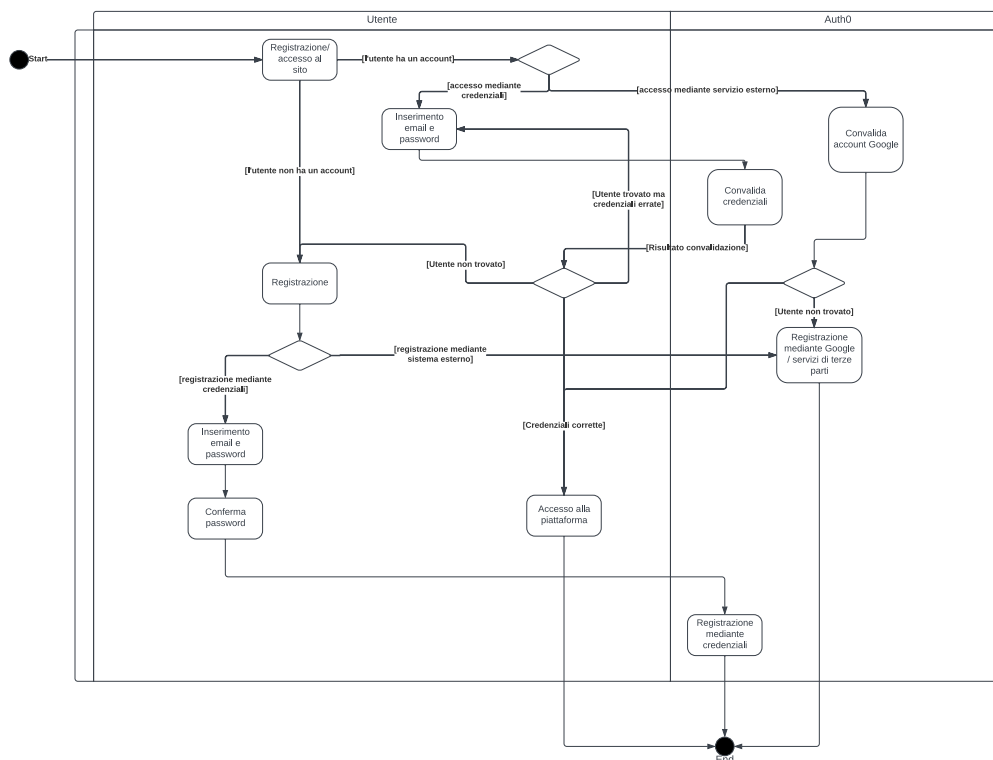 Utente
Auth0
Start
Registrazione/
accesso al
sito
[l'utente ha un account]
[accesso mediante
credenziali]
[accesso mediante servizio esterno]
Inserimento
email e
password
Convalida
account Google
[l'utente non ha un account]
Convalida
credenziali
[Utente trovato ma
credenziali errate]
[Risultato convalidazione]
[Utente non trovato]
Registrazione
[Utente non trovato]
Registrazione
mediante Google
/ servizi di terze
parti
[registrazione mediante
sistema esterno]
[registrazione mediante
credenziali]
[Credenziali corrette]
Inserimento
email e
password
Conferma
password
Accesso alla
piattaforma
Registrazione
mediante
credenziali
End